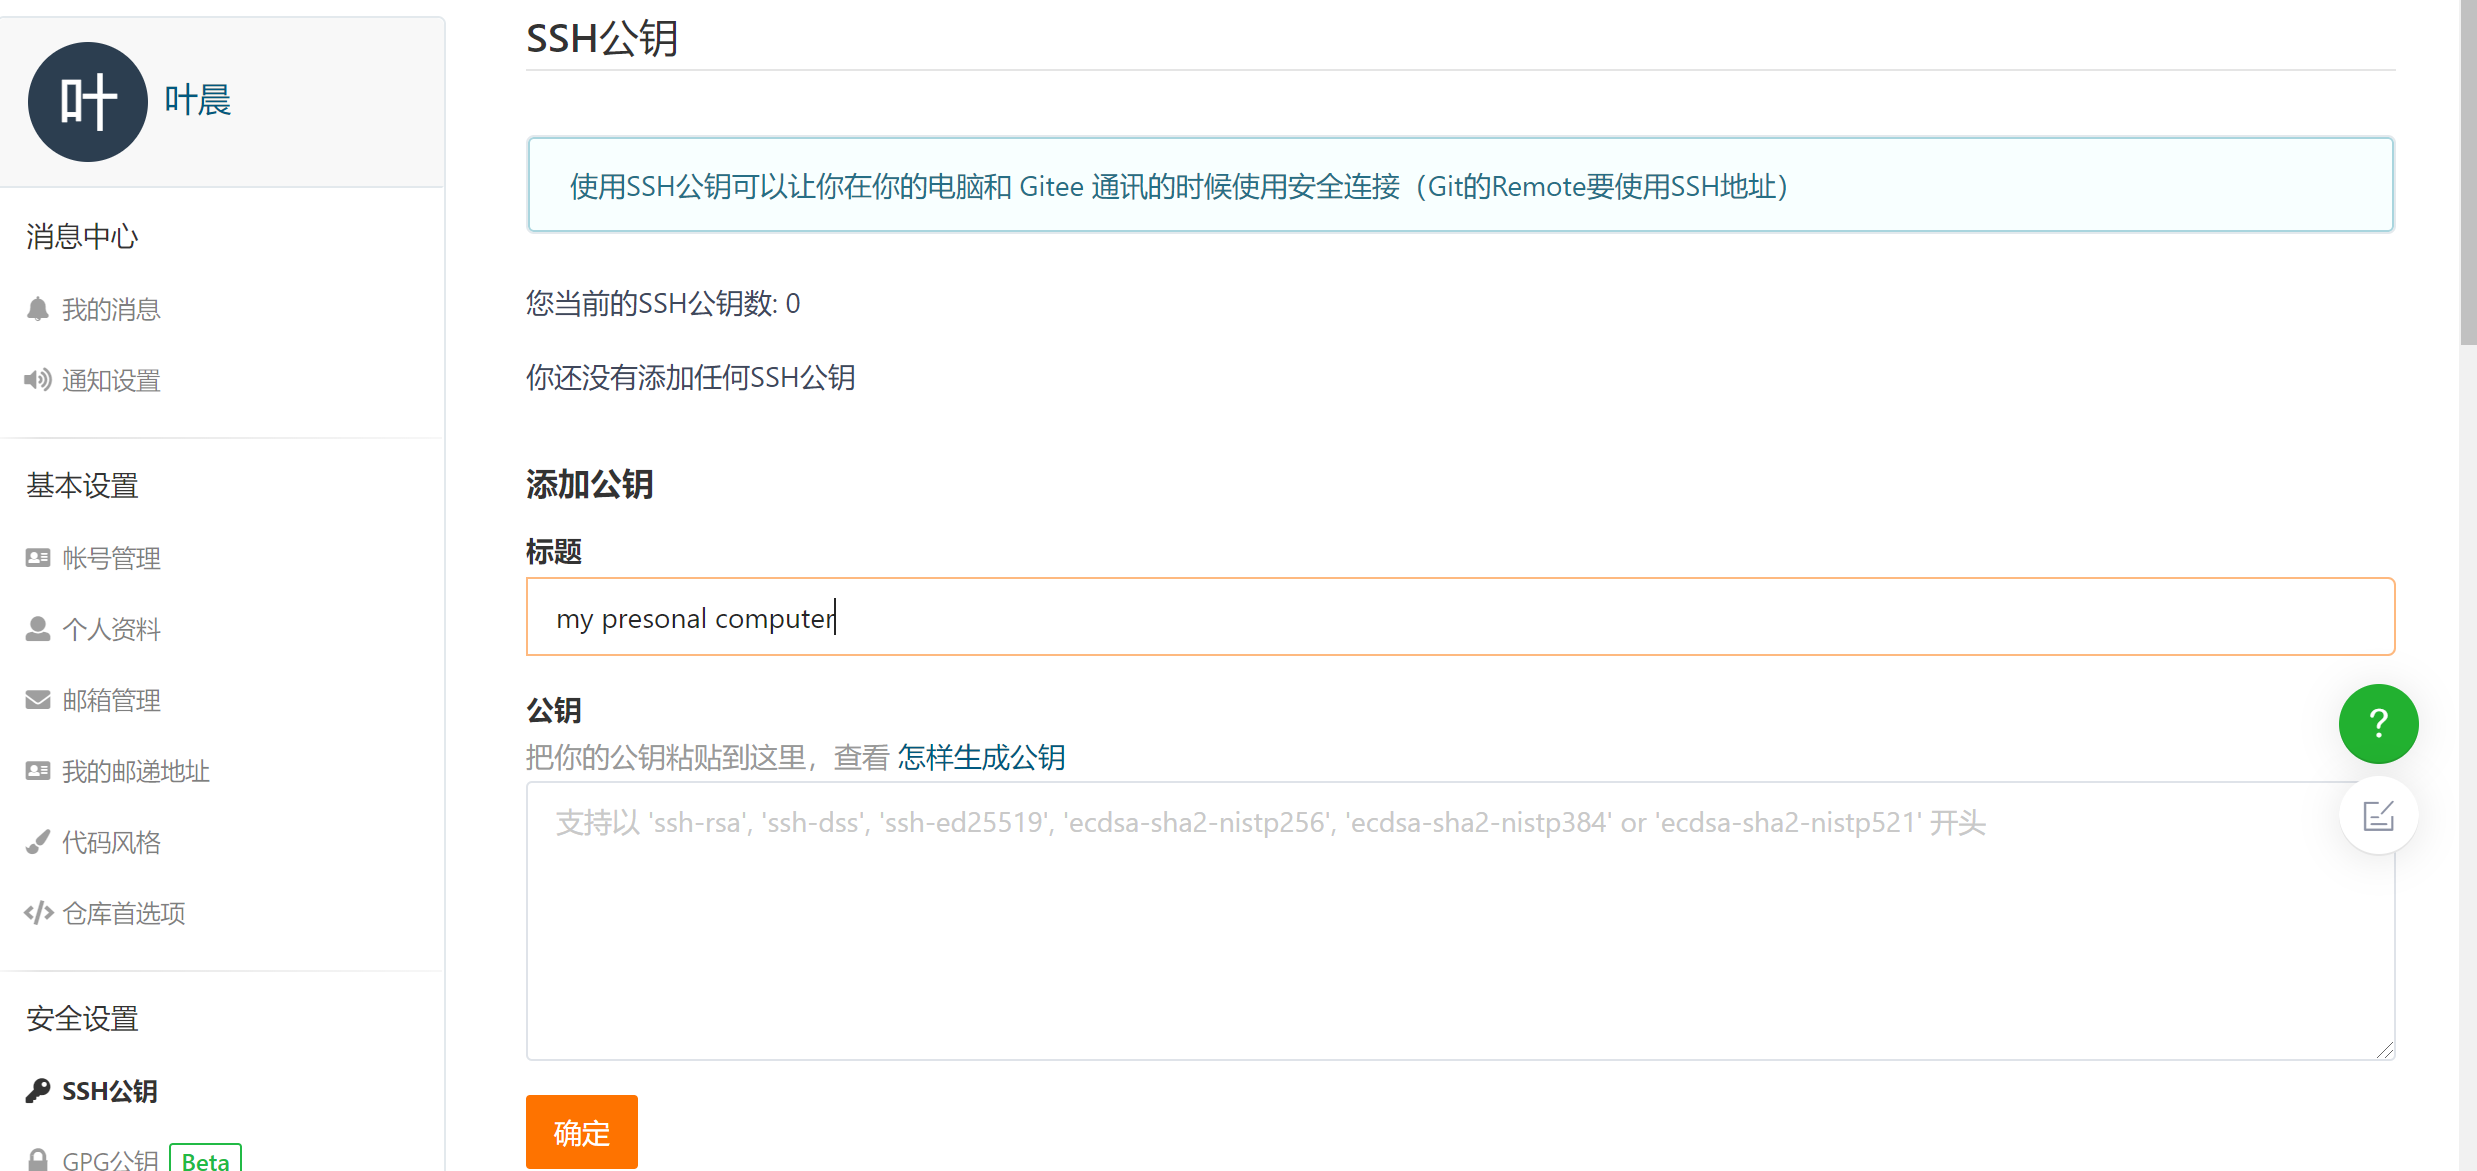 叶 叶晨
消息中心
我的消息
通知设置
基本设置
帐号管理
个人资料
邮箱管理
我的邮递地址
代码风格
仓库首选项
安全设置
SSH公钥
GPG公钥 Beta
SSH公钥
使用SSH公钥可以让你在你的电脑和 Gitee 通讯的时候使用安全连接（Git的Remote要使用SSH地址）
您当前的SSH公钥数: 0
你还没有添加任何SSH公钥
添加公钥
标题
my presonal computer
公钥
把你的公钥粘贴到这里，查看 怎样生成公钥
支持以 'ssh-rsa', 'ssh-dss', 'ssh-ed25519', 'ecdsa-sha2-nistp256', 'ecdsa-sha2-nistp384' or 'ecdsa-sha2-nistp521' 开头
确定
?